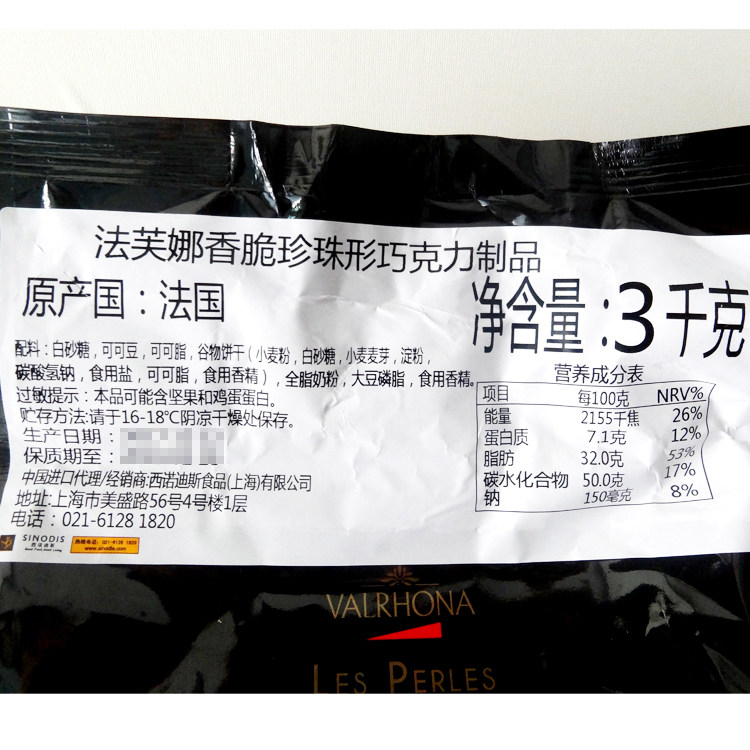 法芙娜香脆珍珠形巧克力制品
原产国：法国
净含量：3千克
配料：白砂糖，可可豆，可可脂，谷物饼干（小麦粉，白砂糖，小麦麦芽，淀粉，
碳酸氢钠，食用盐，可可脂，食用香精），全脂奶粉，大豆磷脂，食用香精。
过敏提示：本品可能含坚果和鸡蛋蛋白。
贮存方法:请于16-18℃阴凉干燥处保存。
生产日期：
保质期至：
中国进口代理/经销商:西诺迪斯食品(上海)有限公司
地址:上海市美盛路56号4号楼1层
电话：021-6128 1820
营养成分表
项目 每100克 NRV%
能量 2155千焦 26%
蛋白质 7.1克 12%
脂肪 32.0克 53%
碳水化合物 50.0克 17%
钠 150毫克 8%
SINODIS
西诺迪斯
Good Food, Good Living
www.sinodis.com
VALRHONA
LES PERLES